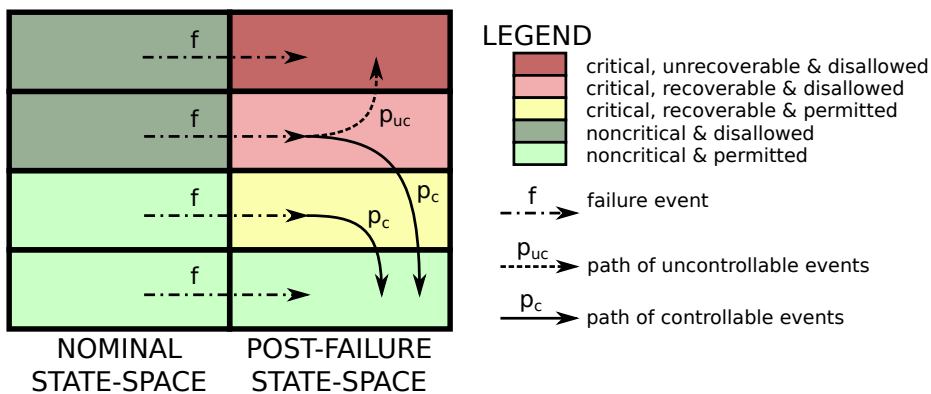 f
f
p_uc
f
p_c
p_c
f
NOMINAL
STATE-SPACE
POST-FAILURE
STATE-SPACE
LEGEND
critical, unrecoverable & disallowed
critical, recoverable & disallowed
critical, recoverable & permitted
noncritical & disallowed
noncritical & permitted
f
failure event
p_uc
path of uncontrollable events
p_c
path of controllable events